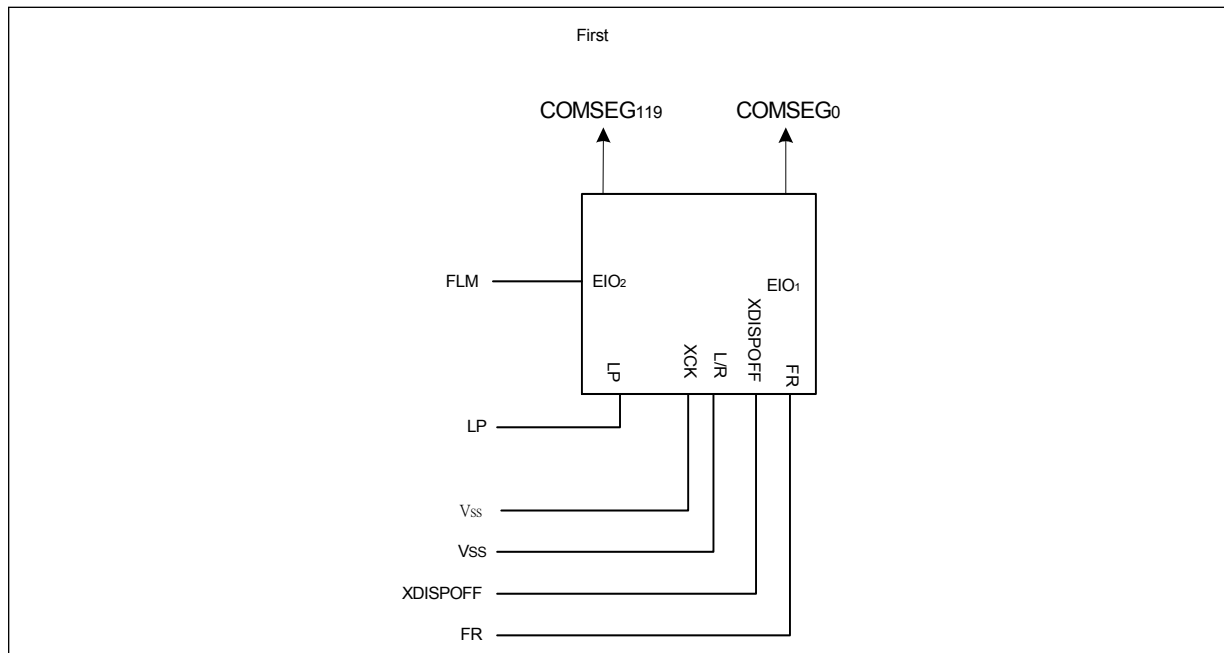 First
COMSEG119 COMSEG0
FLM EIO2 EIO1
LP XCK L/R XDISPOFF FR
LP
Vss
Vss
XDISPOFF
FR